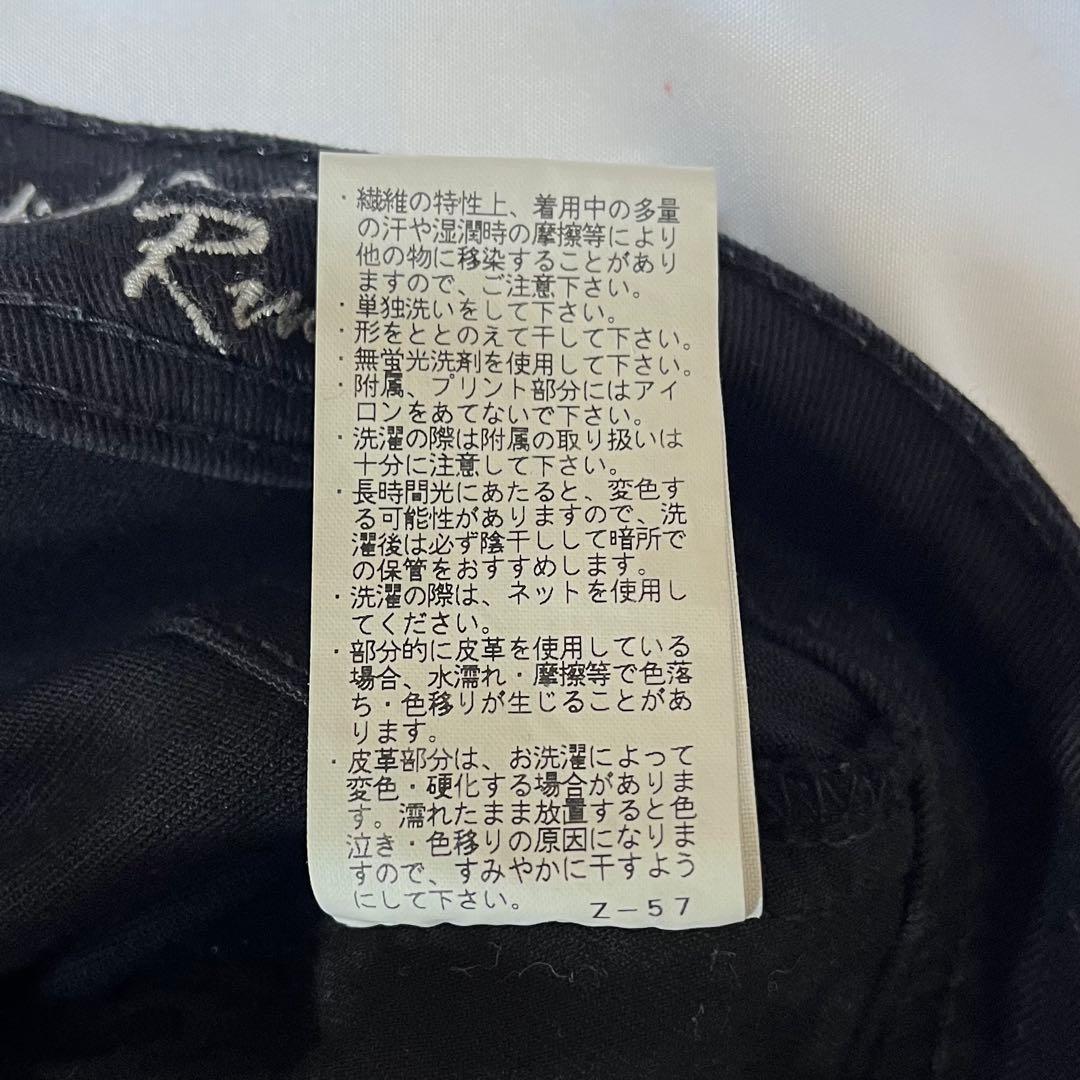 ・繊維の特性上、着用中の多量
の汗や湿潤時の摩擦等により
他の物に移染することがあり
ますので、ご注意下さい。
・単独洗いをして下さい。
・形をととのえて干して下さい。
・無蛍光洗剤を使用して下さい。
・附属、プリント部分にはアイ
ロンをあてないで下さい。
・洗濯の際は附属の取り扱いは
十分に注意して下さい。
・長時間光にあたると、変色す
る可能性がありますので、洗
濯後は必ず陰干しして暗所で
の保管をおすすめします。
・洗濯の際は、ネットを使用し
てください。
・部分的に皮革を使用している
場合、水濡れ・摩擦等で色落
ち・色移りが生じることがあ
ります。
・皮革部分は、お洗濯によって
変色・硬化する場合がありま
す。濡れたまま放置すると色
泣き・色移りの原因になりま
すので、すみやかに干すよう
にして下さい。
Z-57